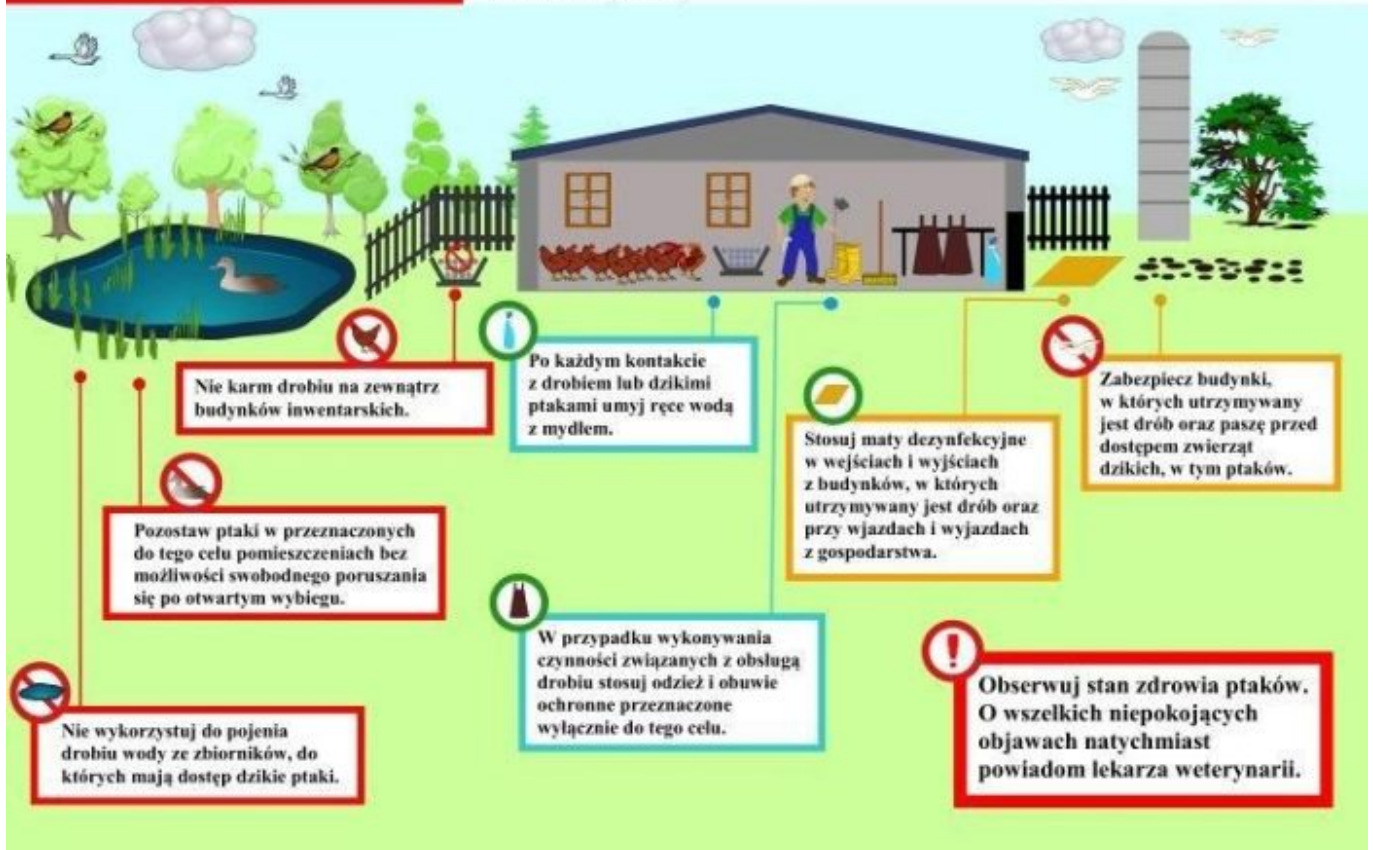 Nie karm drobiu na zewnątrz
budynków inwentarskich.
Po każdym kontakcie
z drobiem lub dzikimi
ptakami umyj ręce wodą
z mydłem.
Zabezpiecz budynki,
w których utrzymywany
jest drób oraz paszę przed
dostępem zwierząt
dzikich, w tym ptaków.
Stosuj maty dezynfekcyjne
w wejściach i wyjściach
z budynków, w których
utrzymywany jest drób oraz
przy wjazdach i wyjazdach
z gospodarstwa.
Pozostaw ptaki w przeznaczonych
do tego celu pomieszczeniach bez
możliwości swobodnego poruszania
się po otwartym wybiegu.
W przypadku wykonywania
czynności związanych z obsługą
drobiu stosuj odzież i obuwie
ochronne przeznaczone
wyłącznie do tego celu.
Nie wykorzystuj do pojenia
drobiu wody ze zbiorników, do
których mają dostęp dzikie ptaki.
Obserwuj stan zdrowia ptaków.
O wszelkich niepokojących
objawach natychmiast
powiadom lekarza weterynarii.